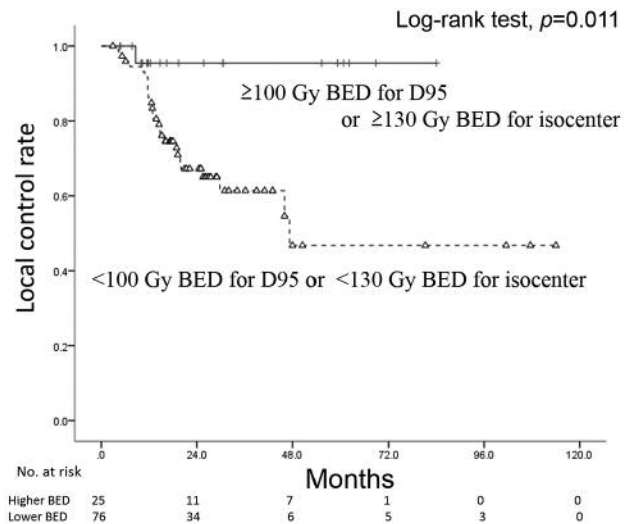 Log-rank test, p=0.011
1.0
≥100 Gy BED for D95
or ≥130 Gy BED for isocenter
0.8
0.6
Local control rate
0.4
<100 Gy BED for D95 or <130 Gy BED for isocenter
0.2
0.0
.0 24.0 48.0 72.0 96.0 120.0
No. at risk
Months
Higher BED 25 11 7 1 0 0
Lower BED 76 34 6 5 3 0